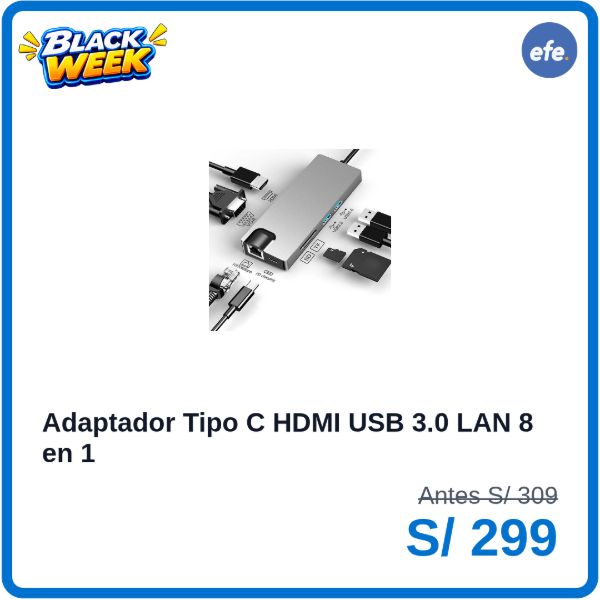 BLACK
WEEK
efe.
Adaptador Tipo C HDMI USB 3.0 LAN 8
en 1
Antes S/ 309
S/ 299